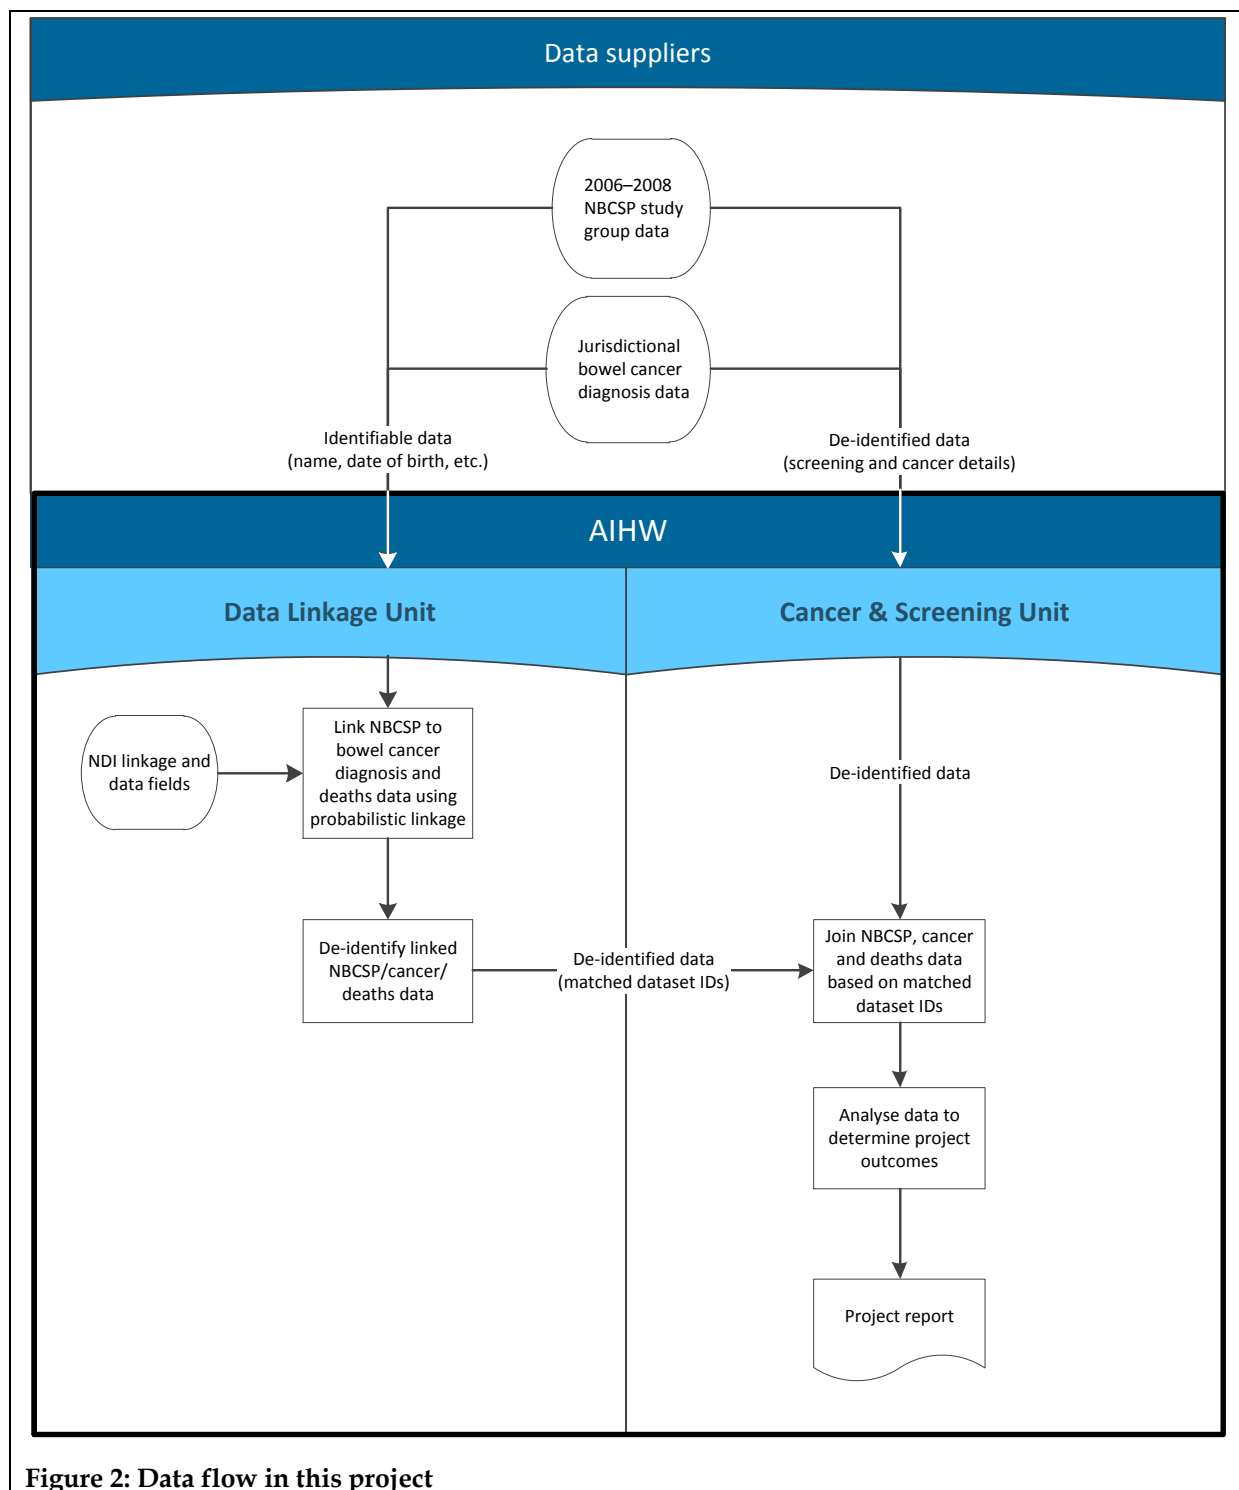 Data suppliers
2006–2008
NBCSP study
group data
Jurisdictional
bowel cancer
diagnosis data
Identifiable data
(name, date of birth, etc.)
De-identified data
(screening and cancer details)
AIHW
Data Linkage Unit
Cancer & Screening Unit
NDI linkage and
data fields
Link NBCSP to
bowel cancer
diagnosis and
deaths data using
probabilistic linkage
De-identified data
De-identify linked
NBCSP/cancer/
deaths data
De-identified data
(matched dataset IDs)
Join NBCSP, cancer
and deaths data
based on matched
dataset IDs
Analyse data to
determine project
outcomes
Project report
Figure 2: Data flow in this project